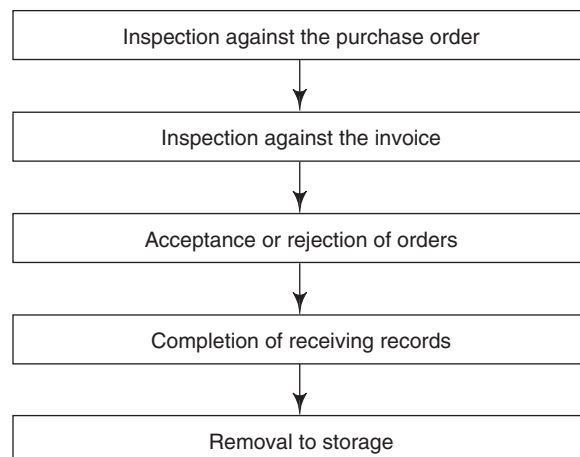 Inspection against the purchase order
Inspection against the invoice
Acceptance or rejection of orders
Completion of receiving records
Removal to storage